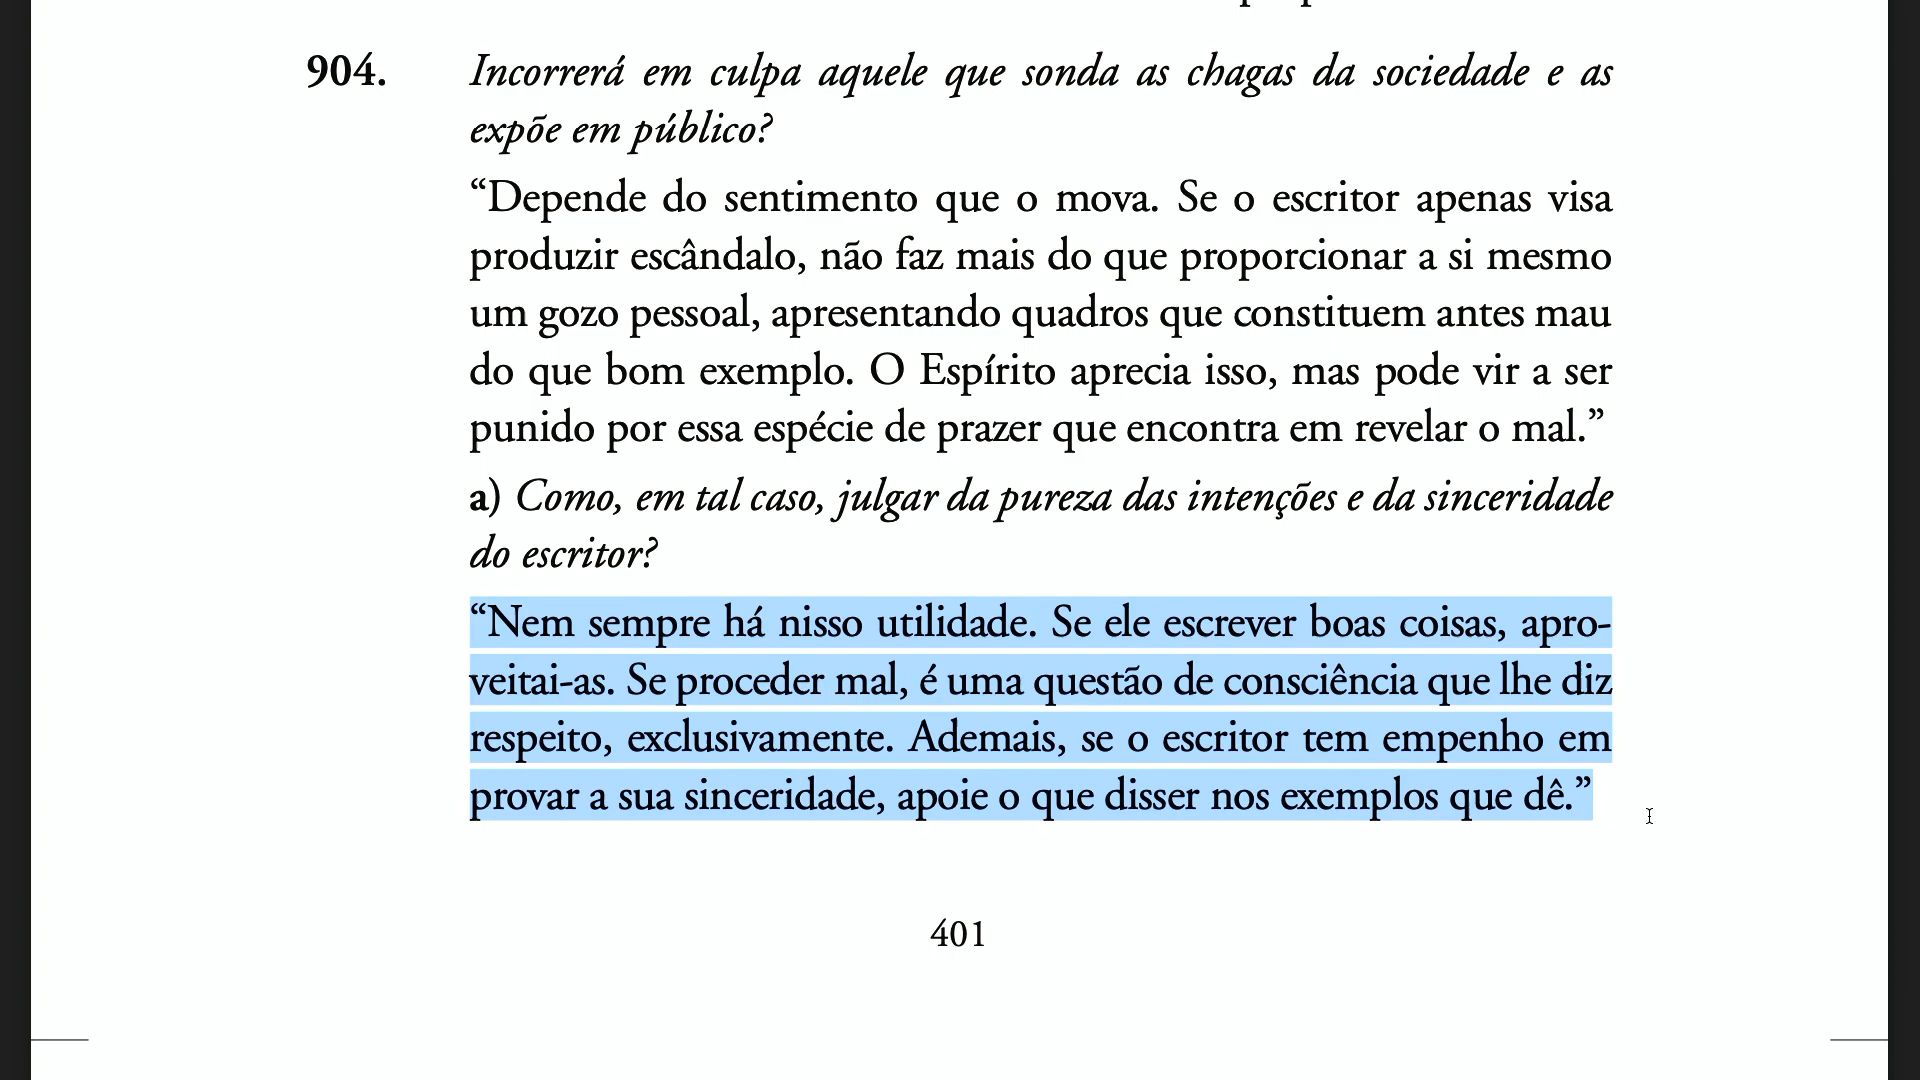 904. Incorrerá em culpa aquele que sonda as chagas da sociedade e as
expõe em público?
“Depende do sentimento que o mova. Se o escritor apenas visa
produzir escândalo, não faz mais do que proporcionar a si mesmo
um gozo pessoal, apresentando quadros que constituem antes mau
do que bom exemplo. O Espírito aprecia isso, mas pode vir a ser
punido por essa espécie de prazer que encontra em revelar o mal.”
a) Como, em tal caso, julgar da pureza das intenções e da sinceridade
do escritor?
“Nem sempre há nisso utilidade. Se ele escrever boas coisas, apro-
veitai-as. Se proceder mal, é uma questão de consciência que lhe diz
respeito, exclusivamente. Ademais, se o escritor tem empenho em
provar a sua sinceridade, apoie o que disser nos exemplos que dê.”
401